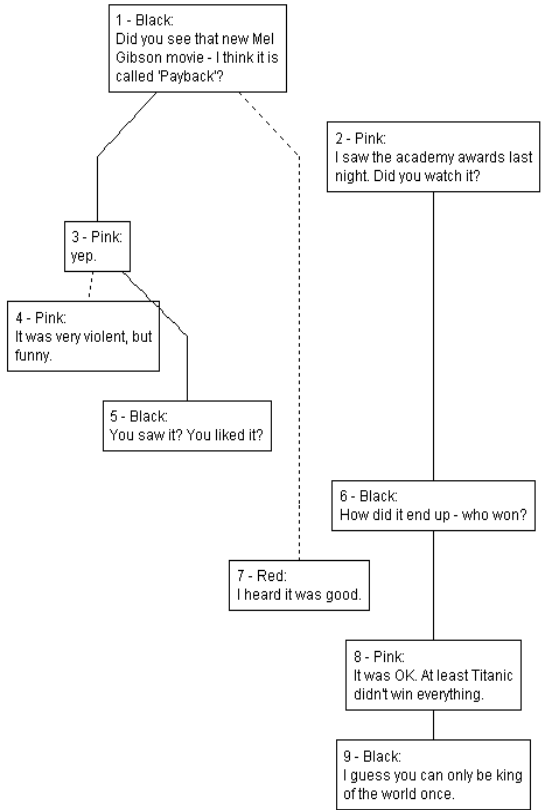 1 - Black:
Did you see that new Mel
Gibson movie - I think it is
called 'Payback'?
2 - Pink:
I saw the academy awards last
night. Did you watch it?
3 - Pink:
yep.
4 - Pink:
It was very violent, but
funny.
5 - Black:
You saw it? You liked it?
6 - Black:
How did it end up - who won?
7 - Red:
I heard it was good.
8 - Pink:
It was OK. At least Titanic
didn't win everything.
9 - Black:
I guess you can only be king
of the world once.